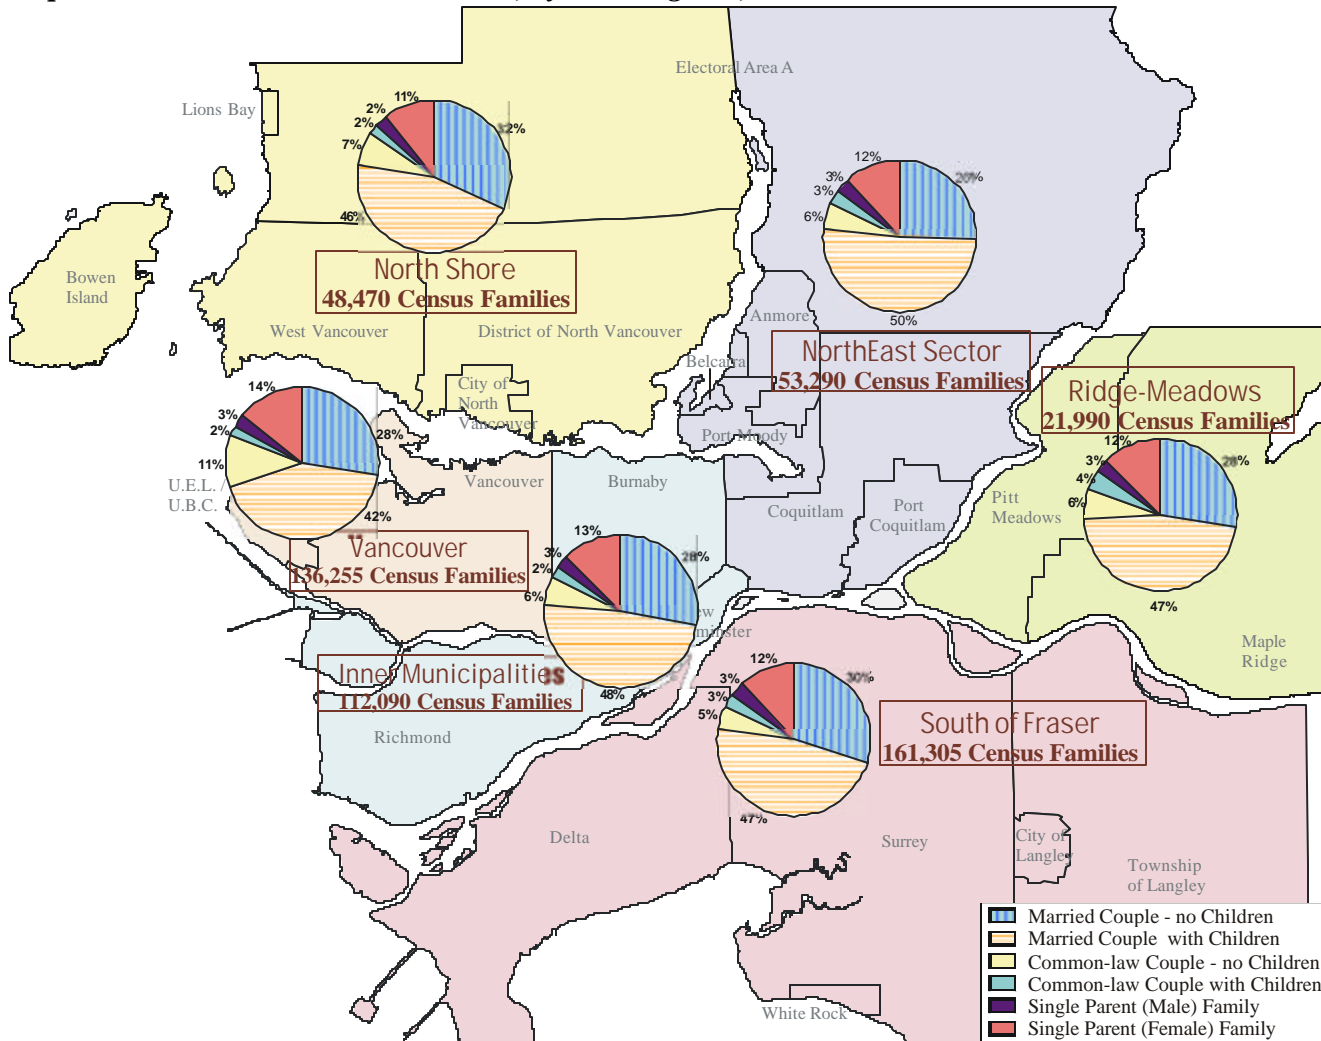 Electoral Area A
Lions Bay
11%
2%
2%
7%
32%
46%
North Shore
48,470 Census Families
Bowen
Island
West Vancouver
District of North Vancouver
City of
North
Vancouver
12%
3%
3%
6%
20%
50%
Anmore
NorthEast Sector
53,290 Census Families
Belcarra
Port Moody
Coquitlam
Port
Coquitlam
Ridge-Meadows
21,990 Census Families
12%
3%
4%
6%
28%
47%
Pitt
Meadows
Maple
Ridge
14%
3%
2%
11%
28%
42%
U.E.L. /
U.B.C.
Vancouver
Burnaby
Vancouver
136,255 Census Families
13%
3%
2%
6%
28%
48%
Inner Municipalities
112,090 Census Families
Richmond
12%
3%
3%
5%
30%
47%
South of Fraser
161,305 Census Families
Delta
Surrey
City of
Langley
Township
of Langley
White Rock
Married Couple - no Children
Married Couple with Children
Common-law Couple - no Children
Common-law Couple with Children
Single Parent (Male) Family
Single Parent (Female) Family